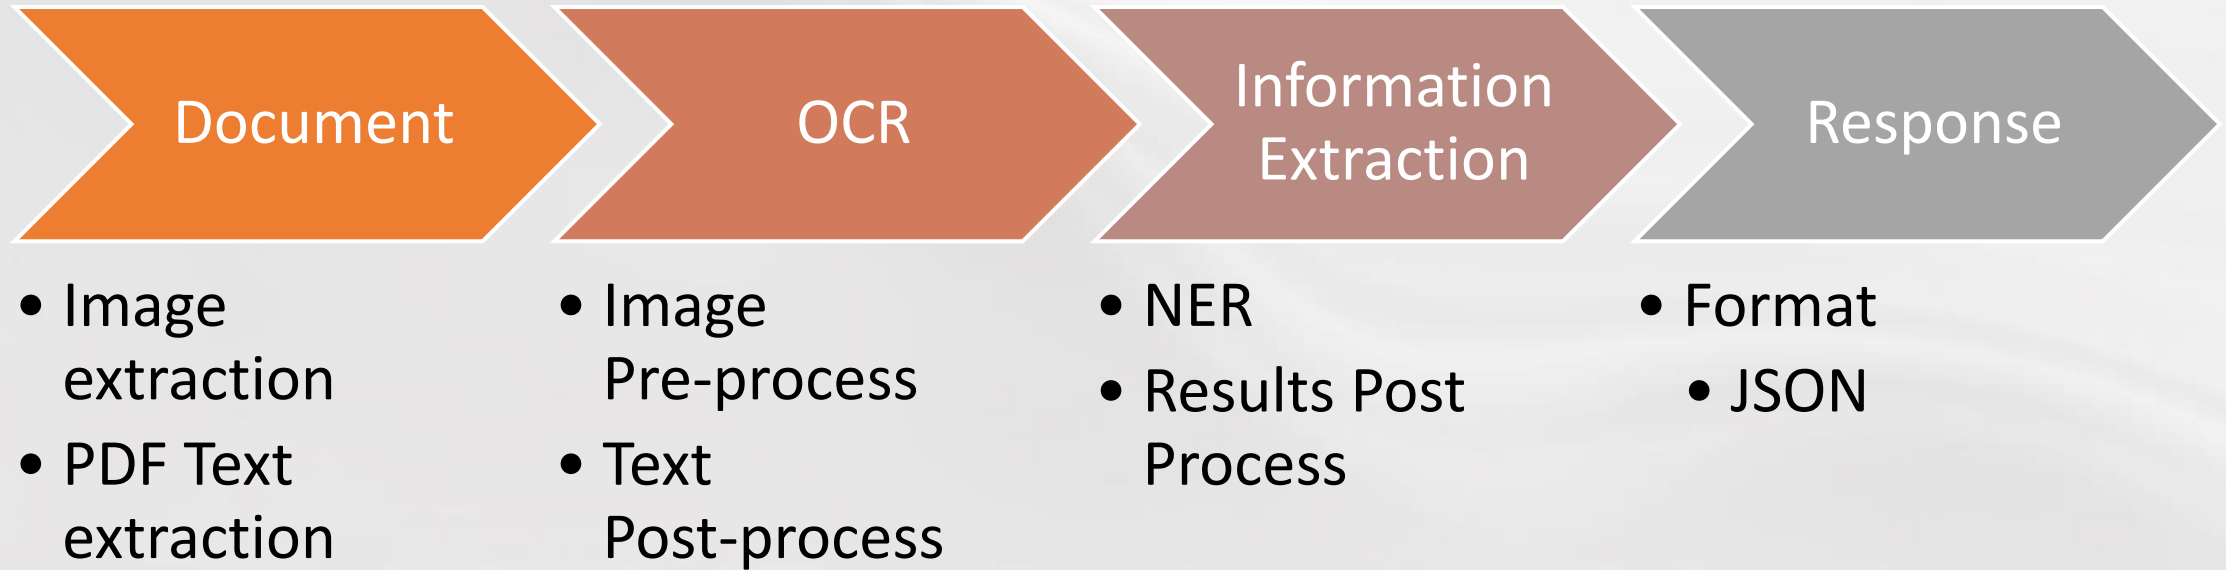 Document
• Image
extraction
• PDF Text
extraction
OCR
• Image
Pre-process
• Text
Post-process
Information
Extraction
• NER
• Results Post
Process
Response
• Format
• JSON